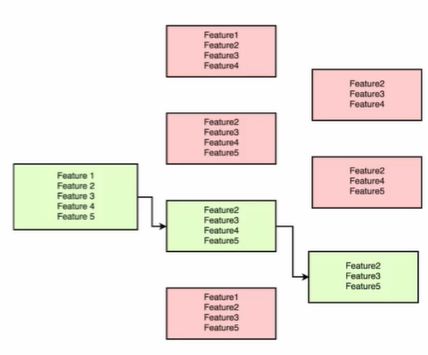 Feature 1
Feature 2
Feature 3
Feature 4
Feature 5
Feature1
Feature2
Feature3
Feature4
Feature2
Feature3
Feature4
Feature5
Feature2
Feature3
Feature4
Feature5
Feature1
Feature2
Feature3
Feature5
Feature2
Feature3
Feature4
Feature2
Feature4
Feature5
Feature2
Feature3
Feature5